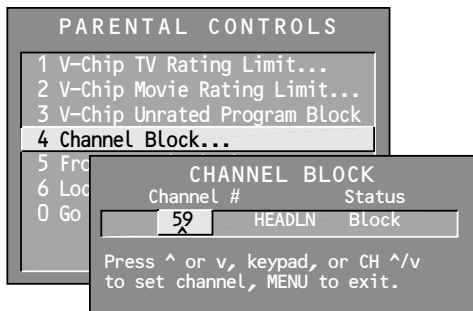 PARENTAL CONTROLS
1 V-Chip TV Rating Limit...
2 V-Chip Movie Rating Limit...
3 V-Chip Unrated Program Block
4 Channel Block...
5
6
0 Go
CHANNEL BLOCK
Channel # Status
59 HEADLN Block
Press ^ or v, keypad, or CH ^/v
to set channel, MENU to exit.